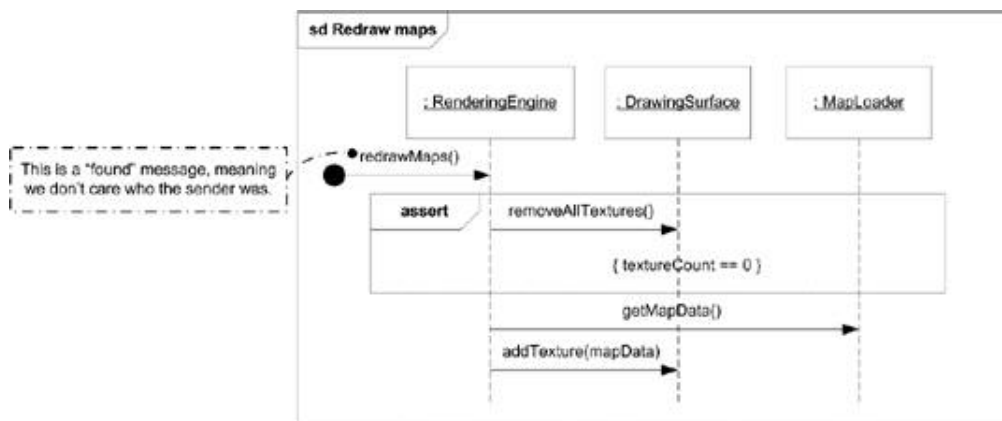 sd Redraw maps
: RenderingEngine
: DrawingSurface
: MapLoader
This is a “found” message, meaning
we don’t care who the sender was.
redrawMaps()
assert
removeAllTextures()
{ textureCount == 0 }
getMapData()
addTexture(mapData)